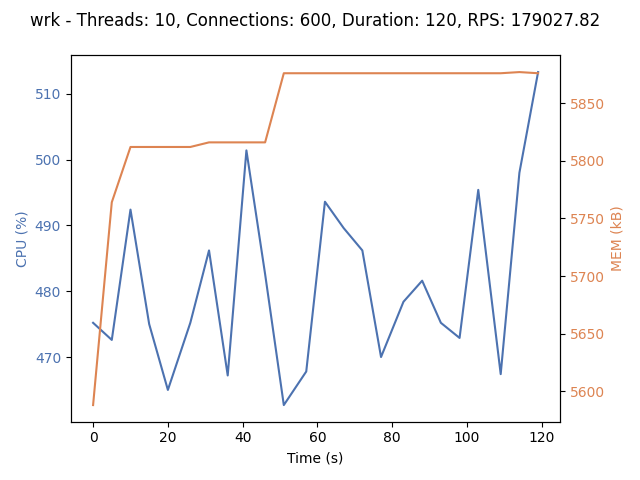 wrk - Threads: 10, Connections: 600, Duration: 120, RPS: 179027.82
510
500
490
480
470
CPU (%)
5850
5800
5750
5700
5650
5600
MEM (kB)
0 20 40 60 80 100 120
Time (s)